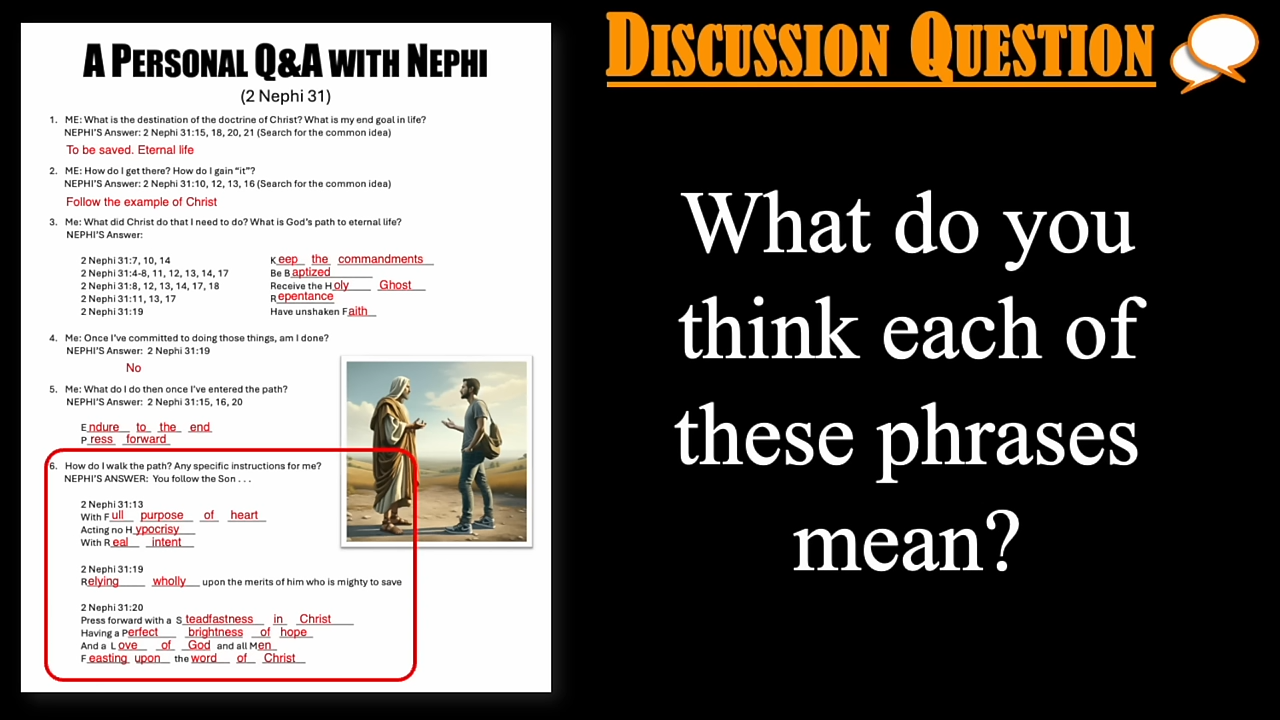 A PERSONAL Q&A WITH NEPHI
(2 Nephi 31)
1. ME: What is the destination of the doctrine of Christ? What is my end goal in life?
NEPHI'S Answer: 2 Nephi 31:15, 18, 20, 21 (Search for the common idea)
To be saved. Eternal life
2. ME: How do I get there? How do I gain "it"?
NEPHI'S Answer: 2 Nephi 31:10, 12, 13, 16 (Search for the common idea)
Follow the example of Christ
3. Me: What did Christ do that I need to do? What is God's path to eternal life?
NEPHI'S Answer:
2 Nephi 31:7, 10, 14 Keep the commandments
2 Nephi 31:4-8, 11, 12, 13, 14, 17 Be Baptized
2 Nephi 31:8, 12, 13, 14, 17, 18 Receive the Holy Ghost
2 Nephi 31:11, 13, 17 Repentance
2 Nephi 31:19 Have unshaken Faith
4. Me: Once I've committed to doing those things, am I done?
NEPHI'S Answer: 2 Nephi 31:19
No
5. Me: What do I do then once I've entered the path?
NEPHI'S Answer: 2 Nephi 31:15, 16, 20
Endure to the end
Press forward
6. How do I walk the path? Any specific instructions for me?
NEPHI'S ANSWER: You follow the Son . . .
2 Nephi 31:13
With Full purpose of heart
Acting no Hypocrisy
With Real intent
2 Nephi 31:19
Relying wholly upon the merits of him who is mighty to save
2 Nephi 31:20
Press forward with a Steadfastness in Christ
Having a Perfect brightness of hope
And a Love of God and all Men
Feasting upon the word of Christ
DISCUSSION QUESTION
What do you
think each of
these phrases
mean?